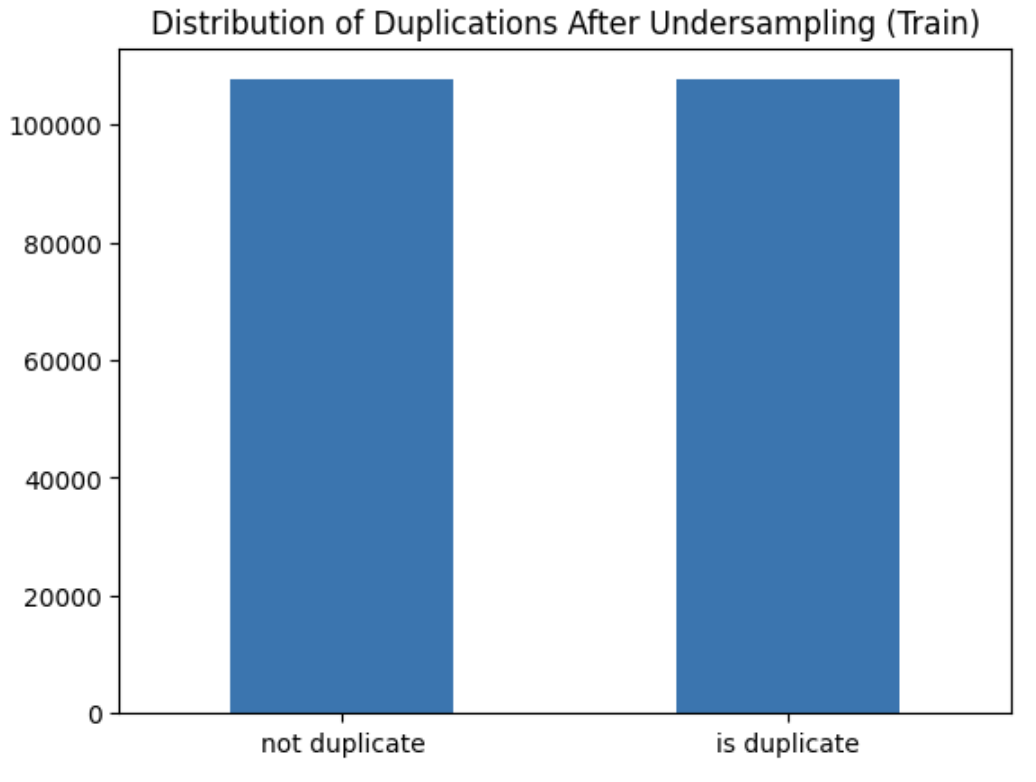 Distribution of Duplications After Undersampling (Train)
100000
80000
60000
40000
20000
0
not duplicate
is duplicate